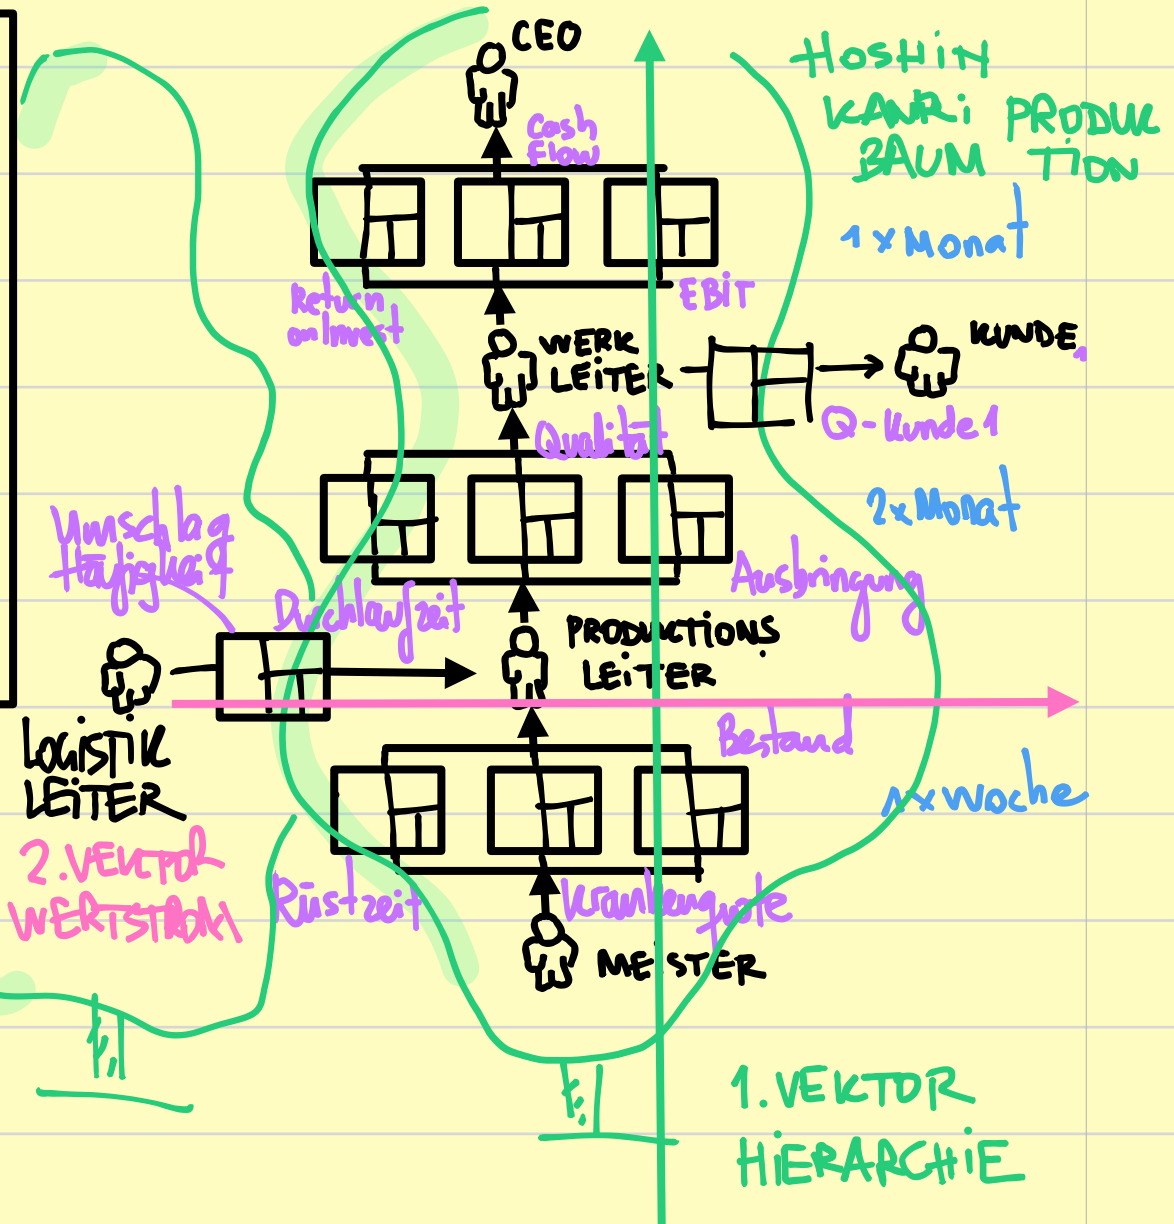 CEO
HOSHIN
KANRI PRODUK
BAUM TION
Cash
Flow
1 x Monat
Return
on Invest
EBIT
WERK
LEITER
KUNDE 1
Qualität
Q-Kunde 1
2x Monat
Umschlag
Häufigkeit
Durchlaufzeit
Ausbringung
PRODUKTIONS
LEITER
LOGISTIK
LEITER
Bestand
1x Woche
2. VEKTOR
WERTSTROM
Rüstzeit
Krankenquote
MEISTER
1. VEKTOR
HIERARCHIE